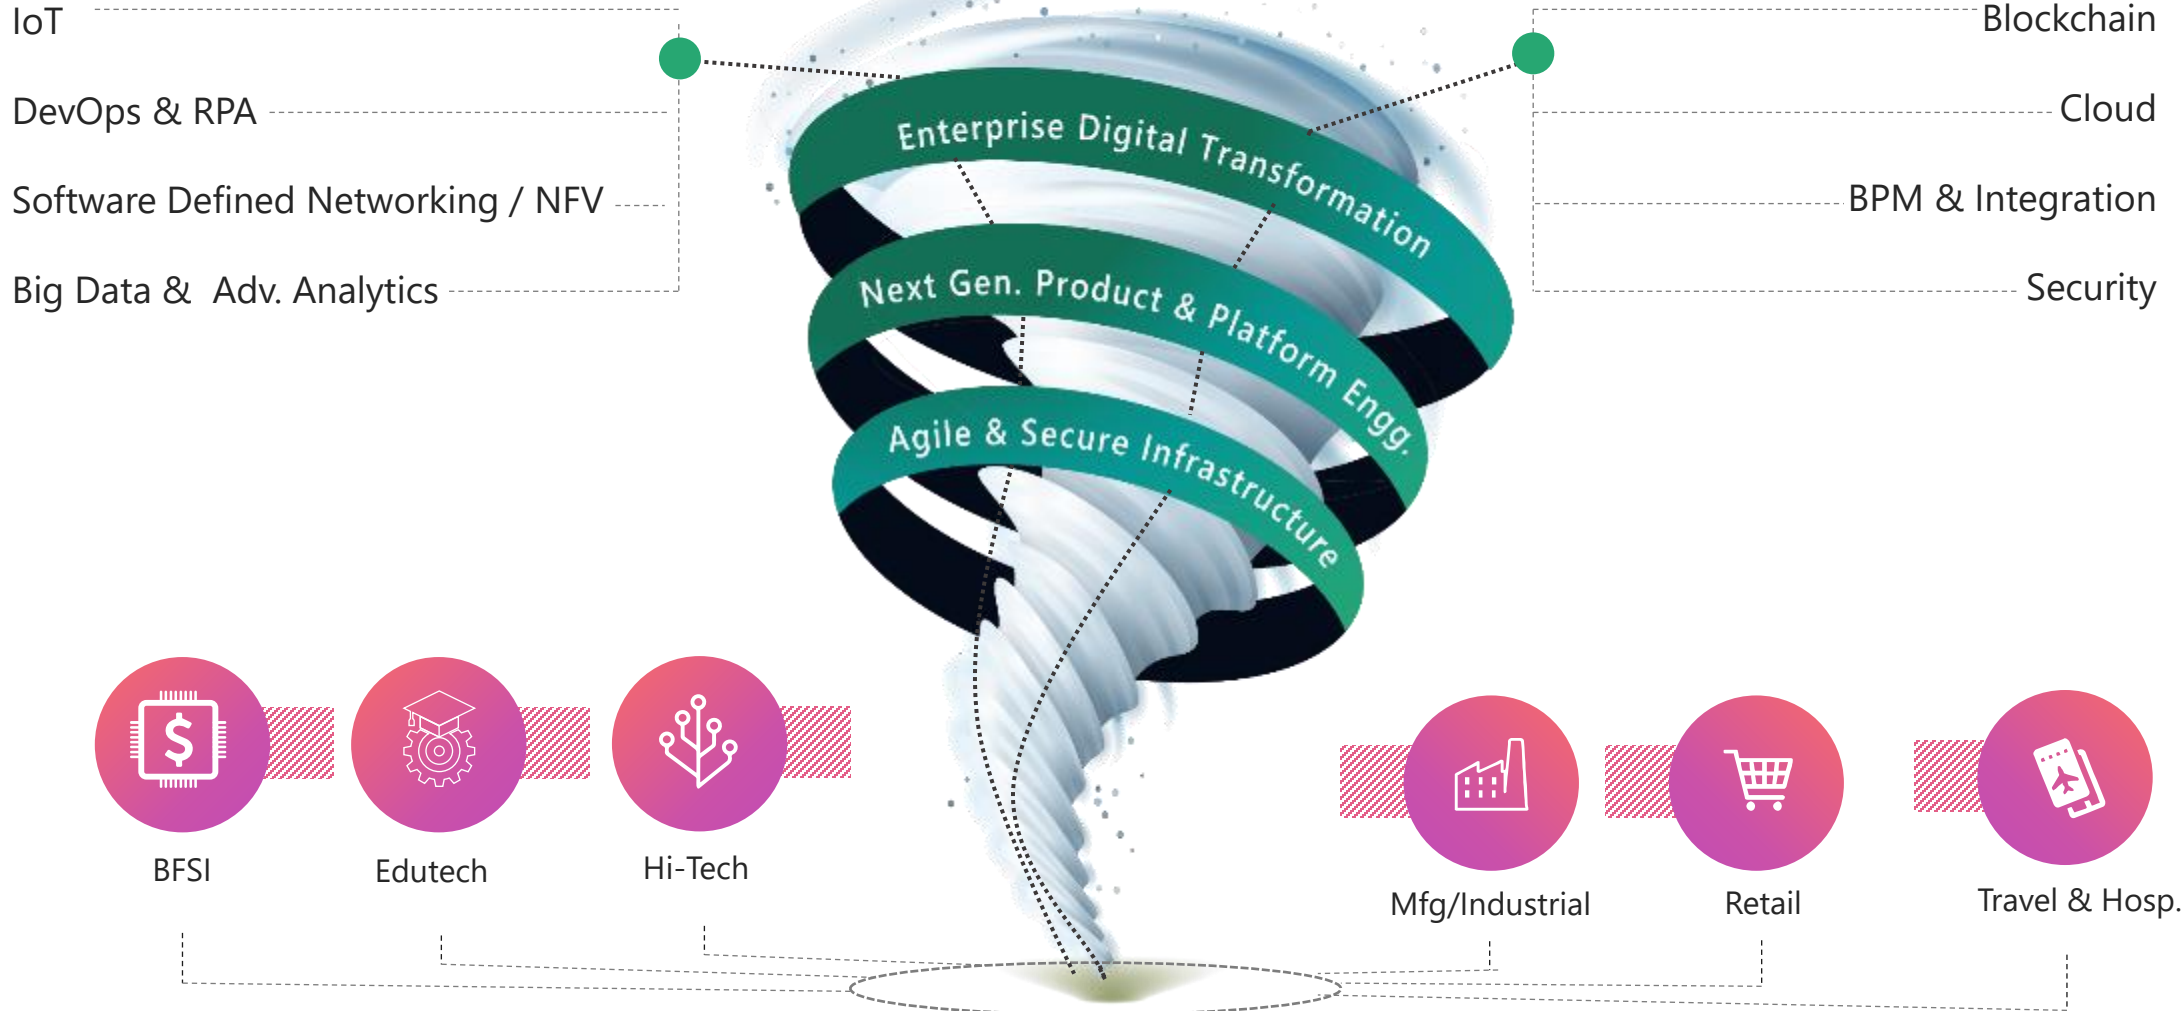 IoT
DevOps & RPA
Software Defined Networking / NFV
Big Data & Adv. Analytics
Blockchain
Cloud
BPM & Integration
Security
Enterprise Digital Transformation
Next Gen. Product & Platform Engg.
Agile & Secure Infrastructure
$
BFSI
Edutech
Hi-Tech
Mfg/Industrial
Retail
Travel & Hosp.